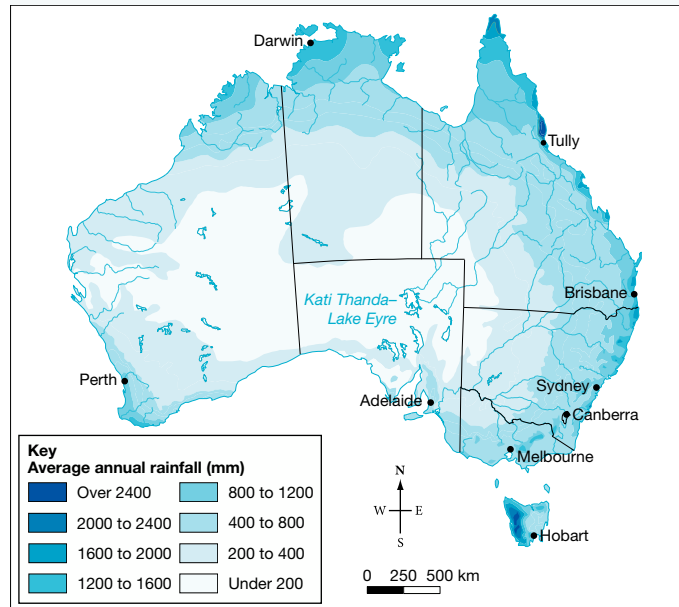 Darwin
Tully
Kati Thanda–
Lake Eyre
Brisbane
Perth
Sydney
Adelaide
Canberra
Melbourne
Hobart
Key
Average annual rainfall (mm)
Over 2400
2000 to 2400
1600 to 2000
1200 to 1600
800 to 1200
400 to 800
200 to 400
Under 200
N
W E
S
0 250 500 km